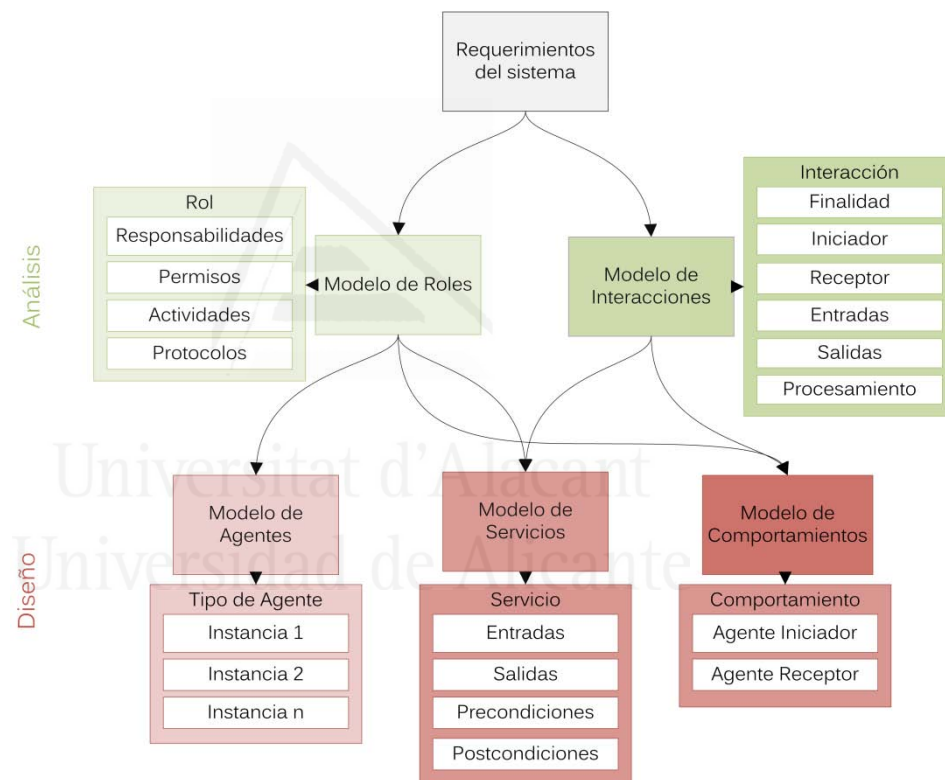 Requerimientos
del sistema
Análisis
Rol
Responsabilidades
Permisos
Actividades
Protocolos
Modelo de Roles
Modelo de
Interacciones
Interacción
Finalidad
Iniciador
Receptor
Entradas
Salidas
Procesamiento
Universitat d'Alacant
Universidad de Alicante
Diseño
Modelo de
Agentes
Tipo de Agente
Instancia 1
Instancia 2
Instancia n
Modelo de
Servicios
Servicio
Entradas
Salidas
Precondiciones
Postcondiciones
Modelo de
Comportamientos
Comportamiento
Agente Iniciador
Agente Receptor